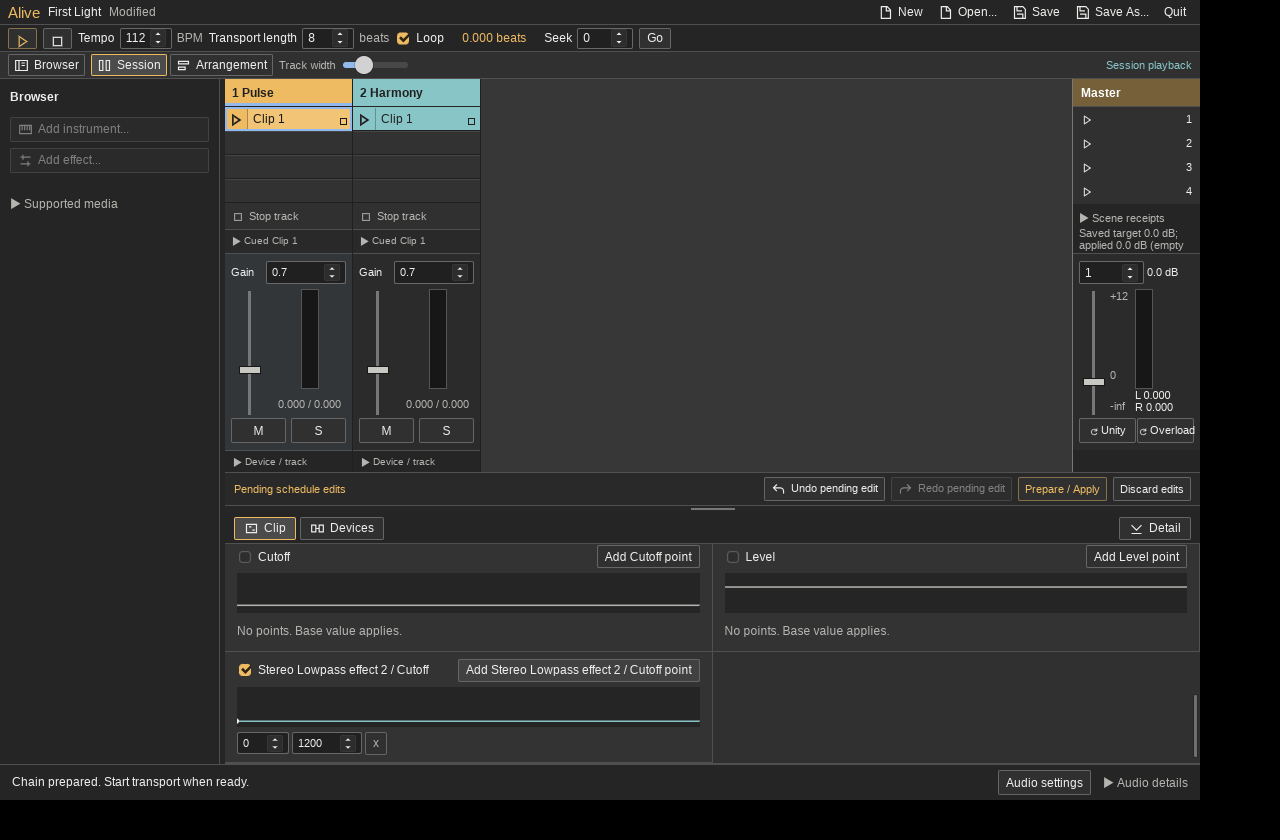 Alive First Light Modified New Open... Save Save As... Quit
Tempo 112 BPM Transport length 8 beats Loop 0.000 beats Seek 0 Go
Browser Session Arrangement Track width Session playback
Browser
Add instrument...
Add effect...
Supported media
1 Pulse 2 Harmony Master
Clip 1 Clip 1 1
2
3
4
Stop track Stop track Scene receipts
Cued Clip 1 Cued Clip 1 Saved target 0.0 dB;
applied 0.0 dB (empty
Gain 0.7 Gain 0.7 1 0.0 dB
+12
0
-inf
0.000 / 0.000 0.000 / 0.000 L 0.000
R 0.000
M S M S Unity Overload
Device / track Device / track
Pending schedule edits Undo pending edit Redo pending edit Prepare / Apply Discard edits
Clip Devices Detail
Cutoff Add Cutoff point Level Add Level point
No points. Base value applies. No points. Base value applies.
Stereo Lowpass effect 2 / Cutoff Add Stereo Lowpass effect 2 / Cutoff point
0 1200 x
Chain prepared. Start transport when ready. Audio settings Audio details